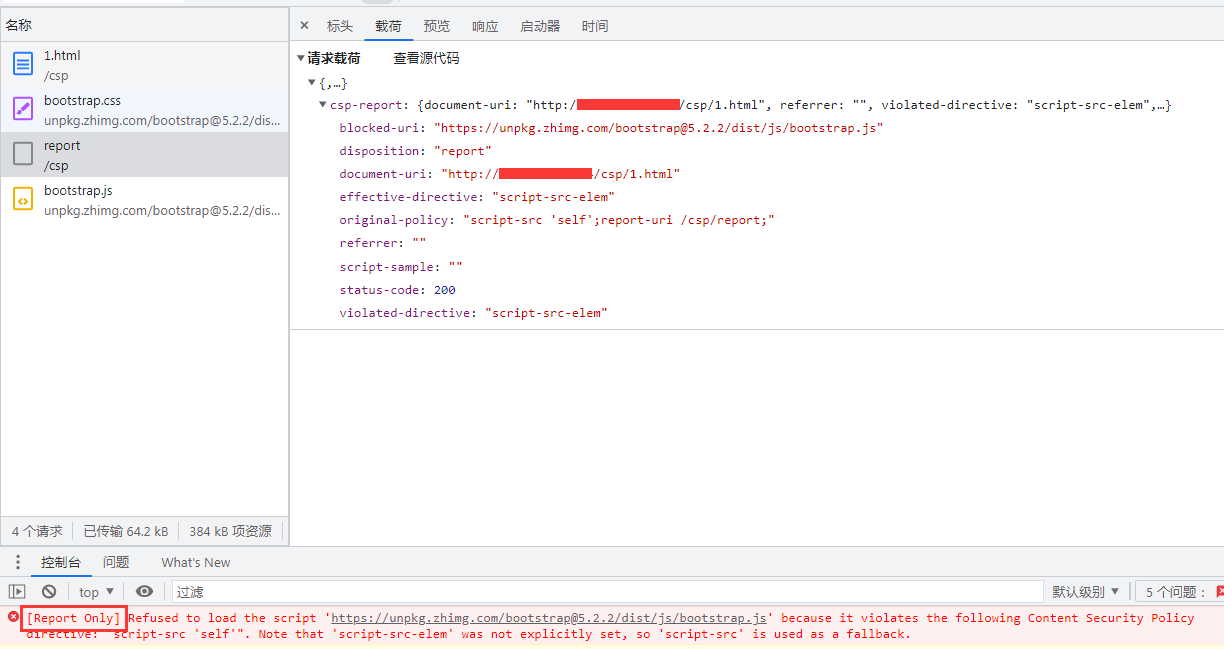 名称
1.html
/csp
bootstrap.css
unpkg.zhimg.com/bootstrap@5.2.2/dis...
report
/csp
bootstrap.js
unpkg.zhimg.com/bootstrap@5.2.2/dis...
4 个请求 已传输 64.2 kB 384 kB 项资源
× 标头 载荷 预览 响应 启动器 时间
▼请求载荷 查看源代码
▼{,…}
▼csp-report: {document-uri: "http:/ /csp/1.html", referrer: "", violated-directive: "script-src-elem",…}
blocked-uri: "https://unpkg.zhimg.com/bootstrap@5.2.2/dist/js/bootstrap.js"
disposition: "report"
document-uri: "http:// /csp/1.html"
effective-directive: "script-src-elem"
original-policy: "script-src 'self';report-uri /csp/report;"
referrer: ""
script-sample: ""
status-code: 200
violated-directive: "script-src-elem"
控制台 问题 What's New
top ▼ 过滤 默认级别 ▼ 5 个问题：
[Report Only] Refused to load the script 'https://unpkg.zhimg.com/bootstrap@5.2.2/dist/js/bootstrap.js' because it violates the following Content Security Policy
directive: "script-src 'self'". Note that 'script-src-elem' was not explicitly set, so 'script-src' is used as a fallback.